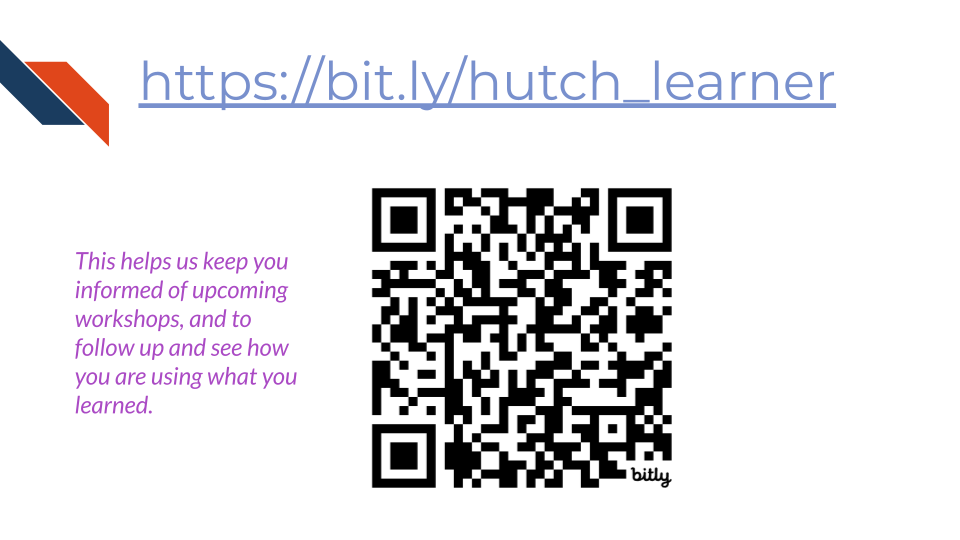 https://bit.ly/hutch_learner
This helps us keep you
informed of upcoming
workshops, and to
follow up and see how
you are using what you
learned.
bitly